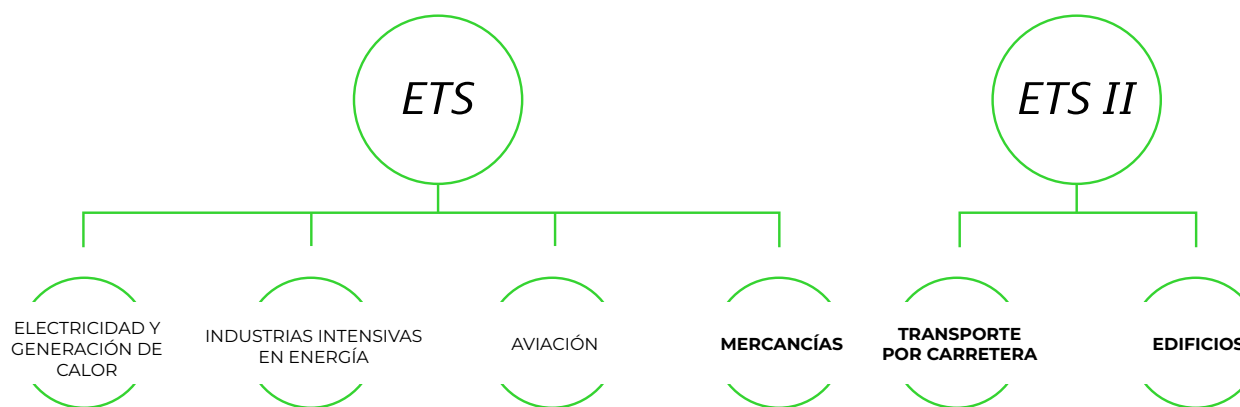 ETS
ETS II
ELECTRICIDAD Y
GENERACIÓN DE
CALOR
INDUSTRIAS INTENSIVAS
EN ENERGÍA
AVIACIÓN
MERCANCÍAS
TRANSPORTE
POR CARRETERA
EDIFICIOS